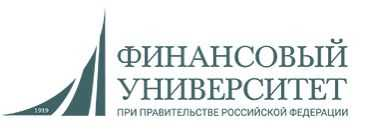 ФИНАНСОВЫЙ
УНИВЕРСИТЕТ
ПРИ ПРАВИТЕЛЬСТВЕ РОССИЙСКОЙ ФЕДЕРАЦИИ
1919